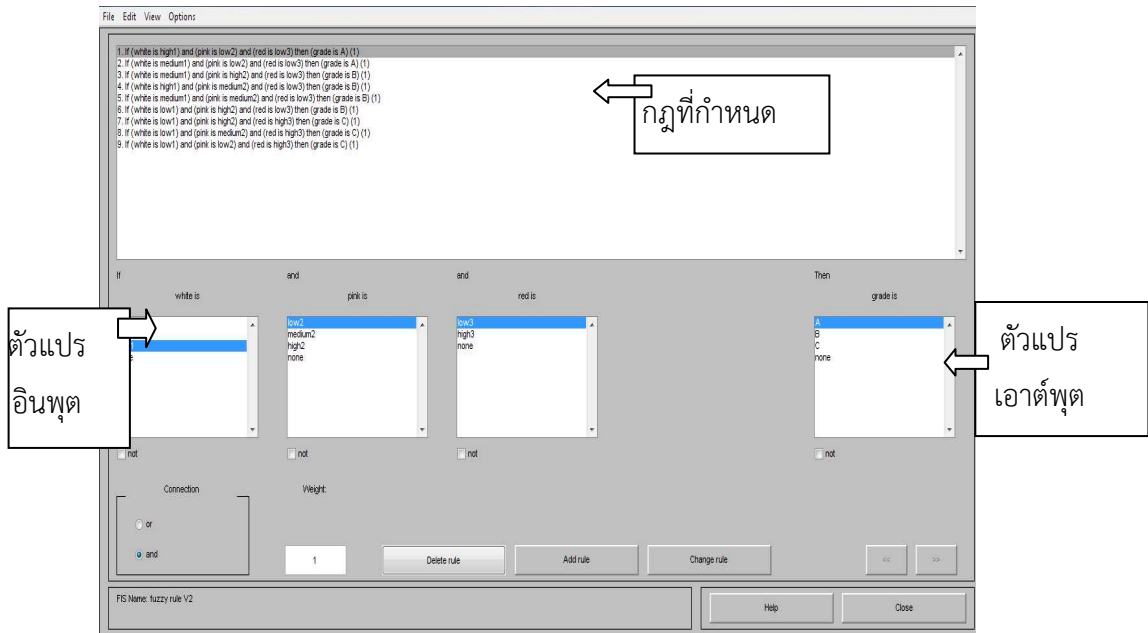 File Edit View Options
1. If (white is high1) and (pink is low2) and (red is low3) then (grade is A) (1)
2. If (white is medium1) and (pink is low2) and (red is low3) then (grade is A) (1)
3. If (white is medium1) and (pink is high2) and (red is low3) then (grade is B) (1)
4. If (white is high1) and (pink is medium2) and (red is low3) then (grade is B) (1)
5. If (white is medium1) and (pink is medium2) and (red is low3) then (grade is B) (1)
6. If (white is low1) and (pink is high2) and (red is low3) then (grade is B) (1)
7. If (white is low1) and (pink is high2) and (red is high3) then (grade is C) (1)
8. If (white is low1) and (pink is medium2) and (red is high3) then (grade is C) (1)
9. If (white is low1) and (pink is low2) and (red is high3) then (grade is C) (1)
กฎที่กำหนด
If and and Then
white is pink is red is grade is
low2 low3 A
medium2 high3 B
high2 none C
none none
ตัวแปร
อินพุต
ตัวแปร
เอาต์พุต
not not not not
Connection Weight:
or
and
1 Delete rule Add rule Change rule << >>
FIS Name: fuzzy rule V2 Help Close